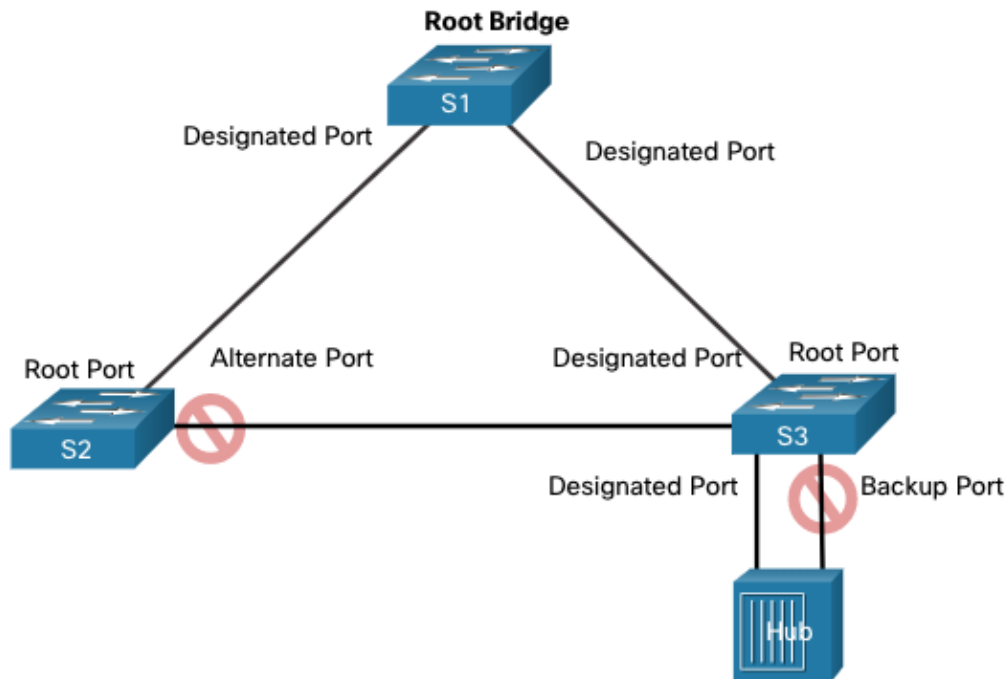 Root Bridge
S1
Designated Port
Designated Port
Root Port
Alternate Port
Designated Port
Root Port
S2
S3
Designated Port
Backup Port
Hub